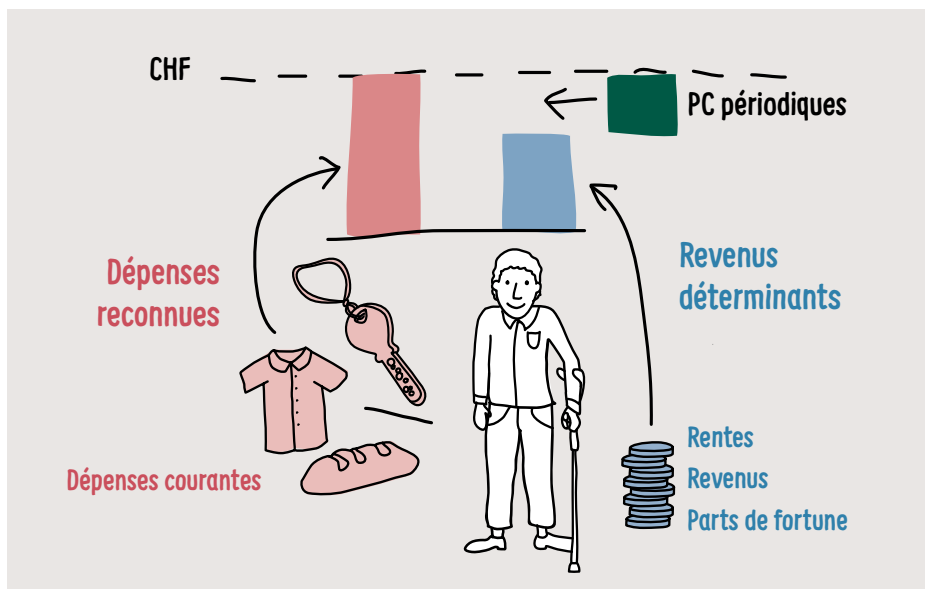 CHF
PC périodiques
Dépenses
reconnues
Revenus
déterminants
Dépenses courantes
Rentes
Revenus
Parts de fortune